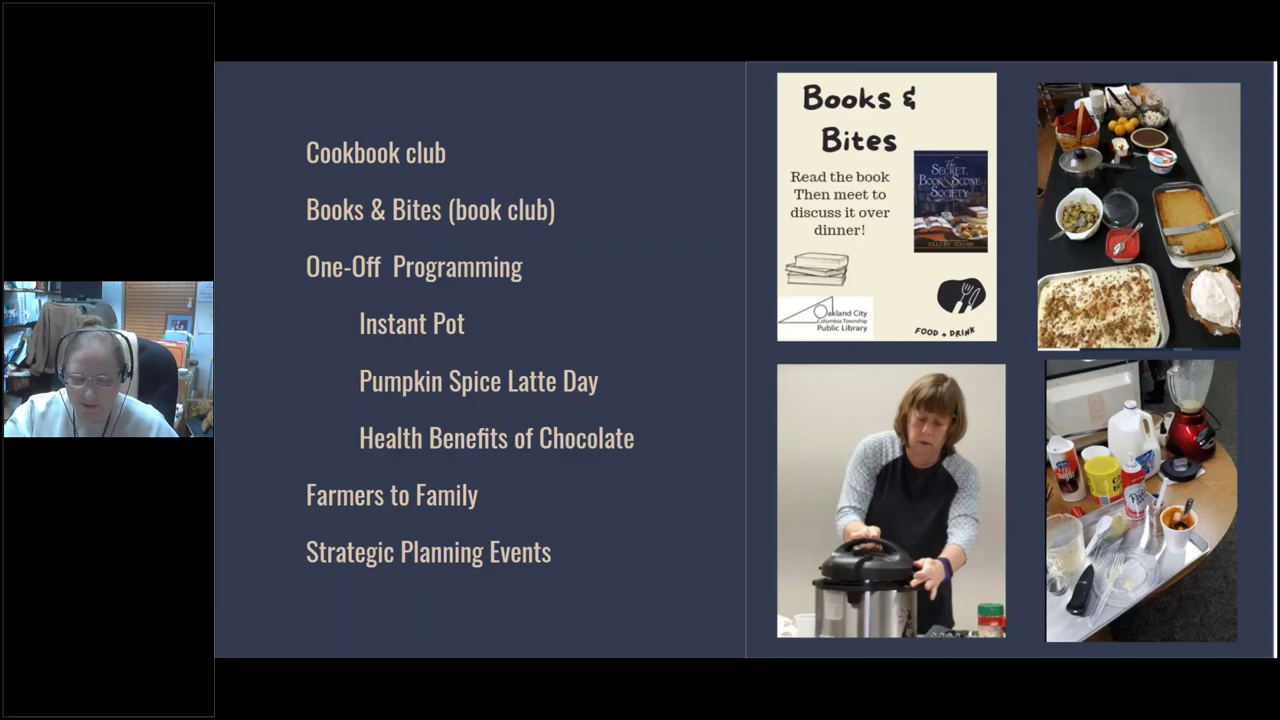 Cookbook club
Books & Bites (book club)
One-Off Programming
Instant Pot
Pumpkin Spice Latte Day
Health Benefits of Chocolate
Farmers to Family
Strategic Planning Events
Books &
Bites
Read the book
Then meet to
discuss it over
dinner!
The
Secret,
Book & Scone
Society
Ellery Adams
Oakland City
Columbia Township
Public Library
FOOD + DRINK